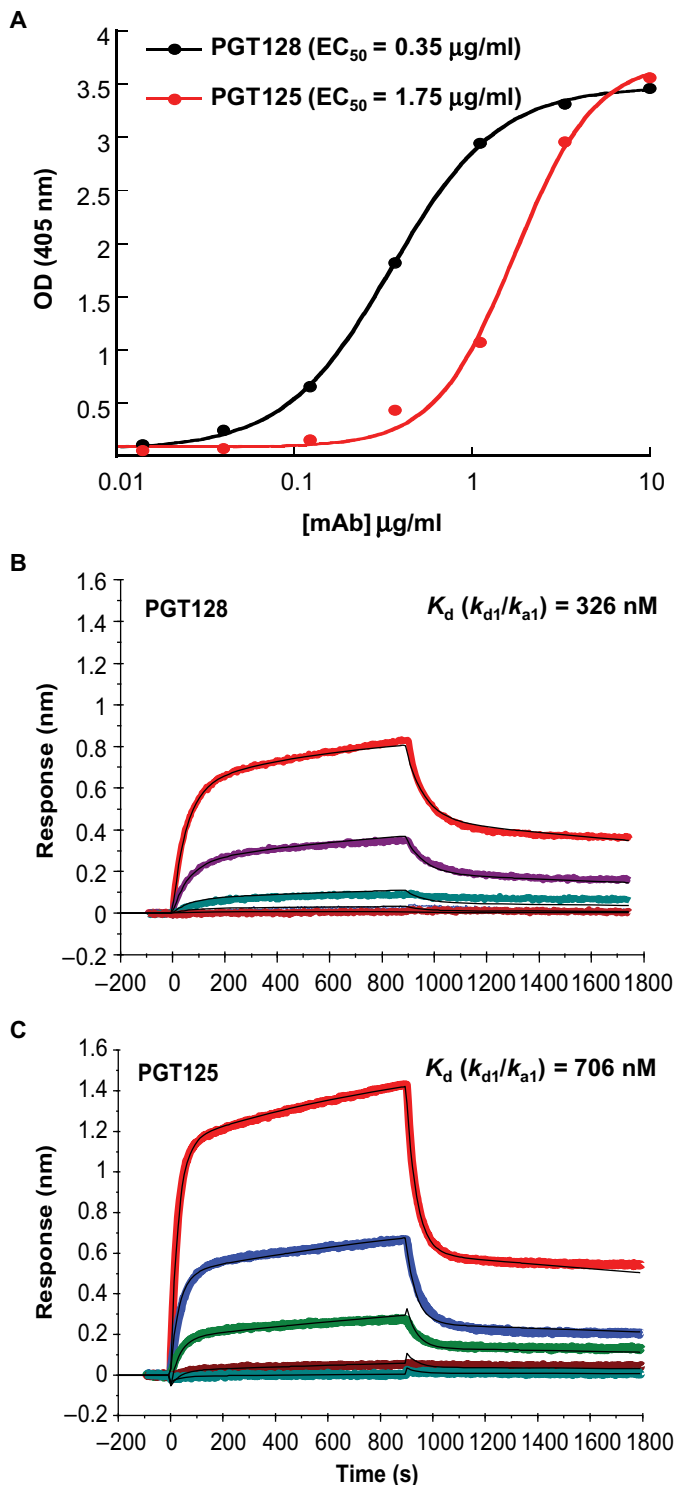 A
4
3.5
3
2.5
2
1.5
1
0.5
OD (405 nm)
PGT128 (EC50 = 0.35 μg/ml)
PGT125 (EC50 = 1.75 μg/ml)
0.01 0.1 1 10
[mAb] μg/ml
B
1.6
1.4
1.2
1
0.8
0.6
0.4
0.2
0
–0.2
Response (nm)
PGT128
Kd (kd1/ka1) = 326 nM
–200 0 200 400 600 800 1000 1200 1400 1600 1800
C
1.6
1.4
1.2
1.0
0.8
0.6
0.4
0.2
0
–0.2
Response (nm)
PGT125
Kd (kd1/ka1) = 706 nM
–200 0 200 400 600 800 1000 1200 1400 1600 1800
Time (s)